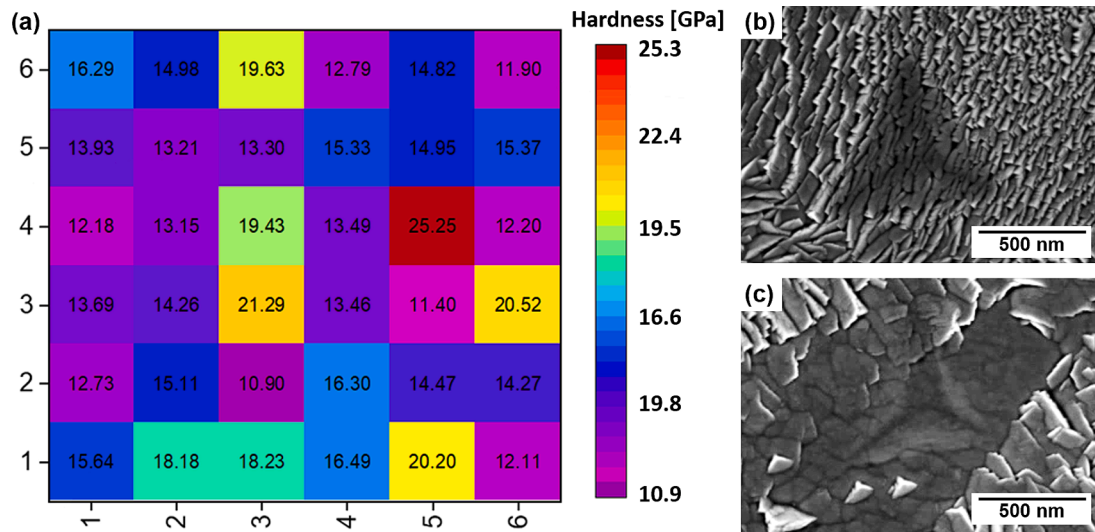 (a)
Hardness [GPa]
(b)
6 16.29 14.98 19.63 12.79 14.82 11.90
5 13.93 13.21 13.30 15.33 14.95 15.37
4 12.18 13.15 19.43 13.49 25.25 12.20
3 13.69 14.26 21.29 13.46 11.40 20.52
2 12.73 15.11 10.90 16.30 14.47 14.27
1 15.64 18.18 18.23 16.49 20.20 12.11
1 2 3 4 5 6
25.3
22.4
19.5
16.6
19.8
10.9
500 nm
(c)
500 nm